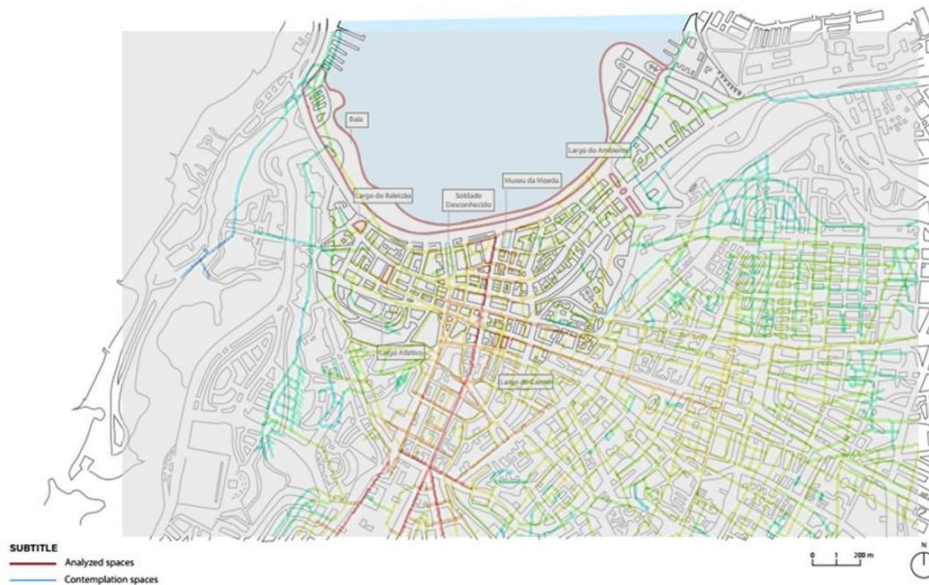 Baía
Largo do Ambiente
Museu da Moeda
Largo do Baleizão
Soldado
Desconhecido
Largo Atlético
Largo do Carmo
SUBTITLE
Analyzed spaces
Contemplation spaces
0 1 200 m
N